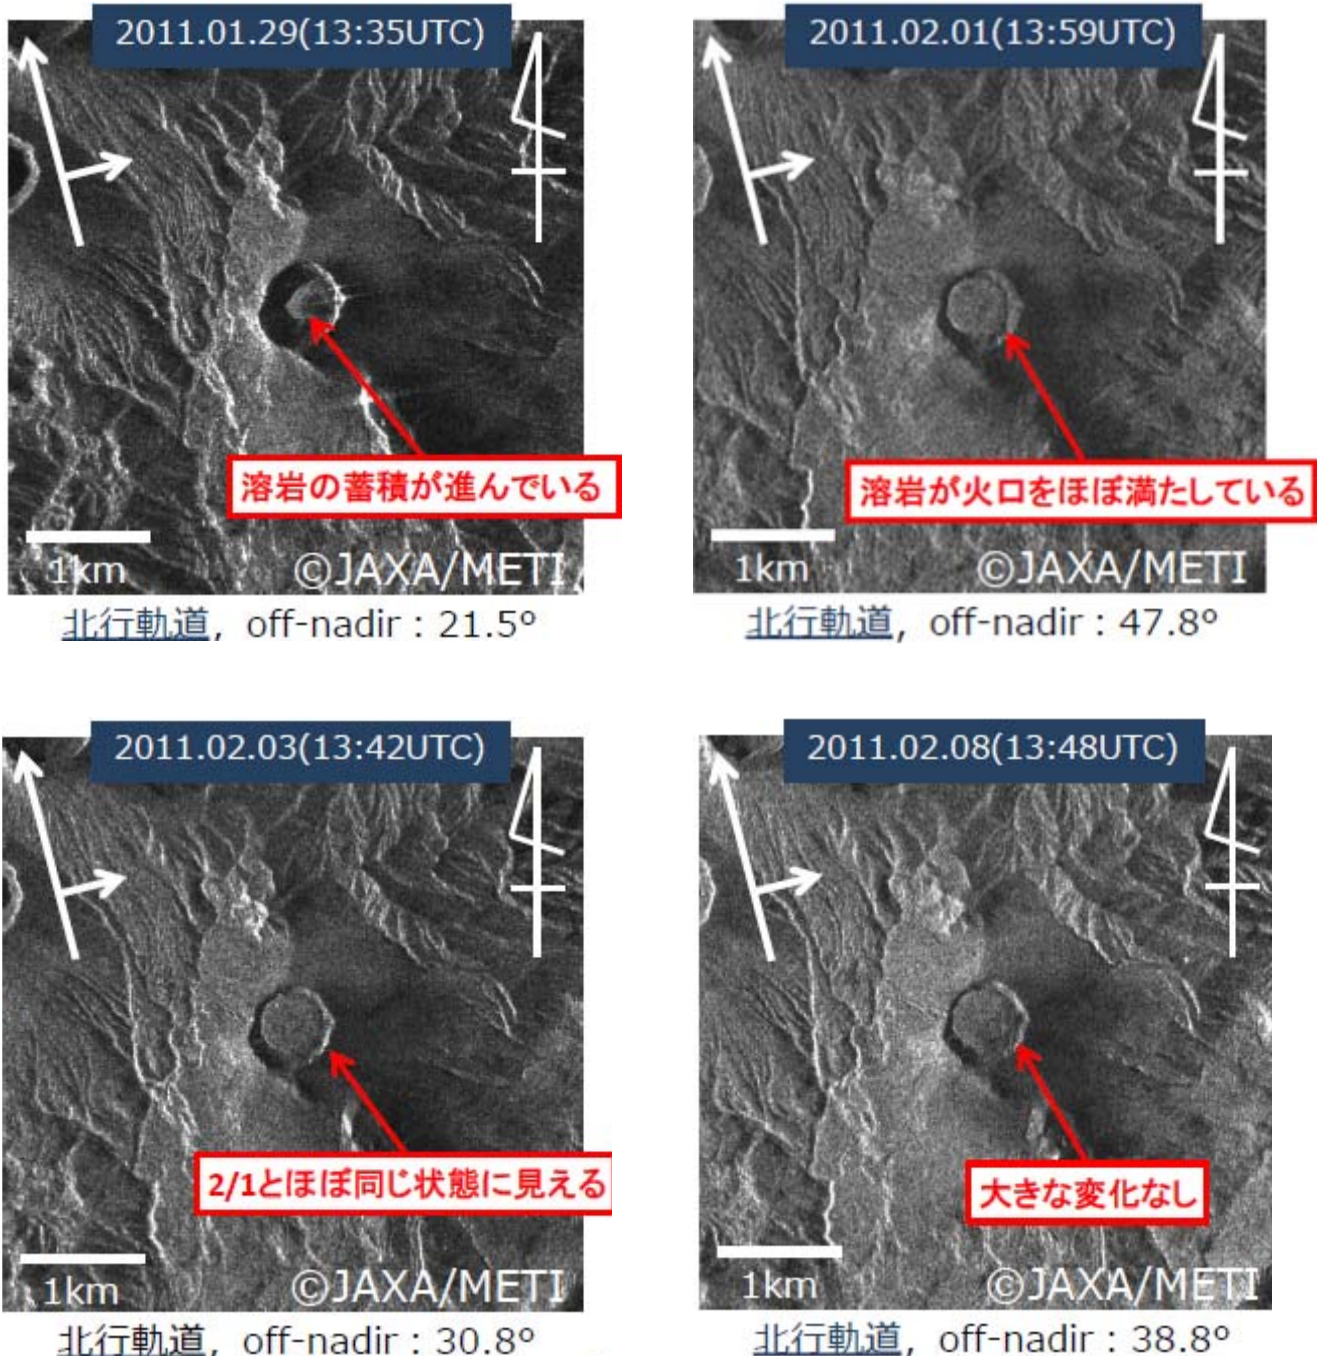 2011.01.29(13:35UTC)
2011.02.01(13:59UTC)
溶岩の蓄積が進んでいる
溶岩が火口をほぼ満たしている
1km
©JAXA/METI
1km
©JAXA/METI
北行軌道, off-nadir : 21.5º
北行軌道, off-nadir : 47.8º
2011.02.03(13:42UTC)
2011.02.08(13:48UTC)
2/1とほぼ同じ状態に見える
大きな変化なし
1km
©JAXA/METI
1km
©JAXA/METI
北行軌道, off-nadir : 30.8º
北行軌道, off-nadir : 38.8º